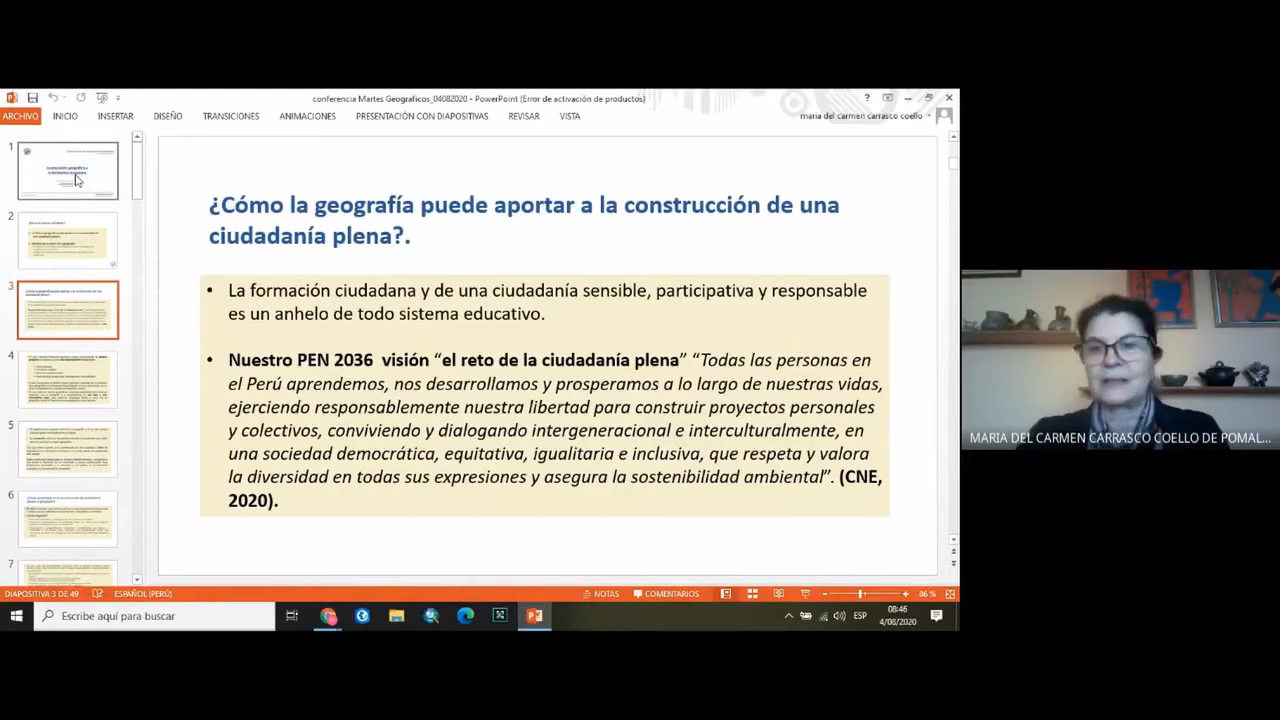 conferencia Martes Geograficos_04082020 - PowerPoint (Error de activación de productos)
ARCHIVO INICIO INSERTAR DISEÑO TRANSICIONES ANIMACIONES PRESENTACIÓN CON DIAPOSITIVAS REVISAR VISTA
maria del carmen carrasco coello
1
2
3
4
5
6
7
¿Cómo la geografía puede aportar a la construcción de una
ciudadanía plena?.
• La formación ciudadana y de una ciudadanía sensible, participativa y responsable
es un anhelo de todo sistema educativo.
• Nuestro PEN 2036 visión “el reto de la ciudadanía plena” “Todas las personas en
el Perú aprendemos, nos desarrollamos y prosperamos a lo largo de nuestras vidas,
ejerciendo responsablemente nuestra libertad para construir proyectos personales
y colectivos, conviviendo y dialogando intergeneracional e interculturalmente, en
una sociedad democrática, equitativa, igualitaria e inclusiva, que respeta y valora
la diversidad en todas sus expresiones y asegura la sostenibilidad ambiental”. (CNE,
2020).
MARIA DEL CARMEN CARRASCO COELLO DE POMAL...
DIAPOSITIVA 3 DE 49 ESPAÑOL (PERÚ) NOTAS COMENTARIOS 86 %
Escribe aquí para buscar
ESP
08:46
4/08/2020